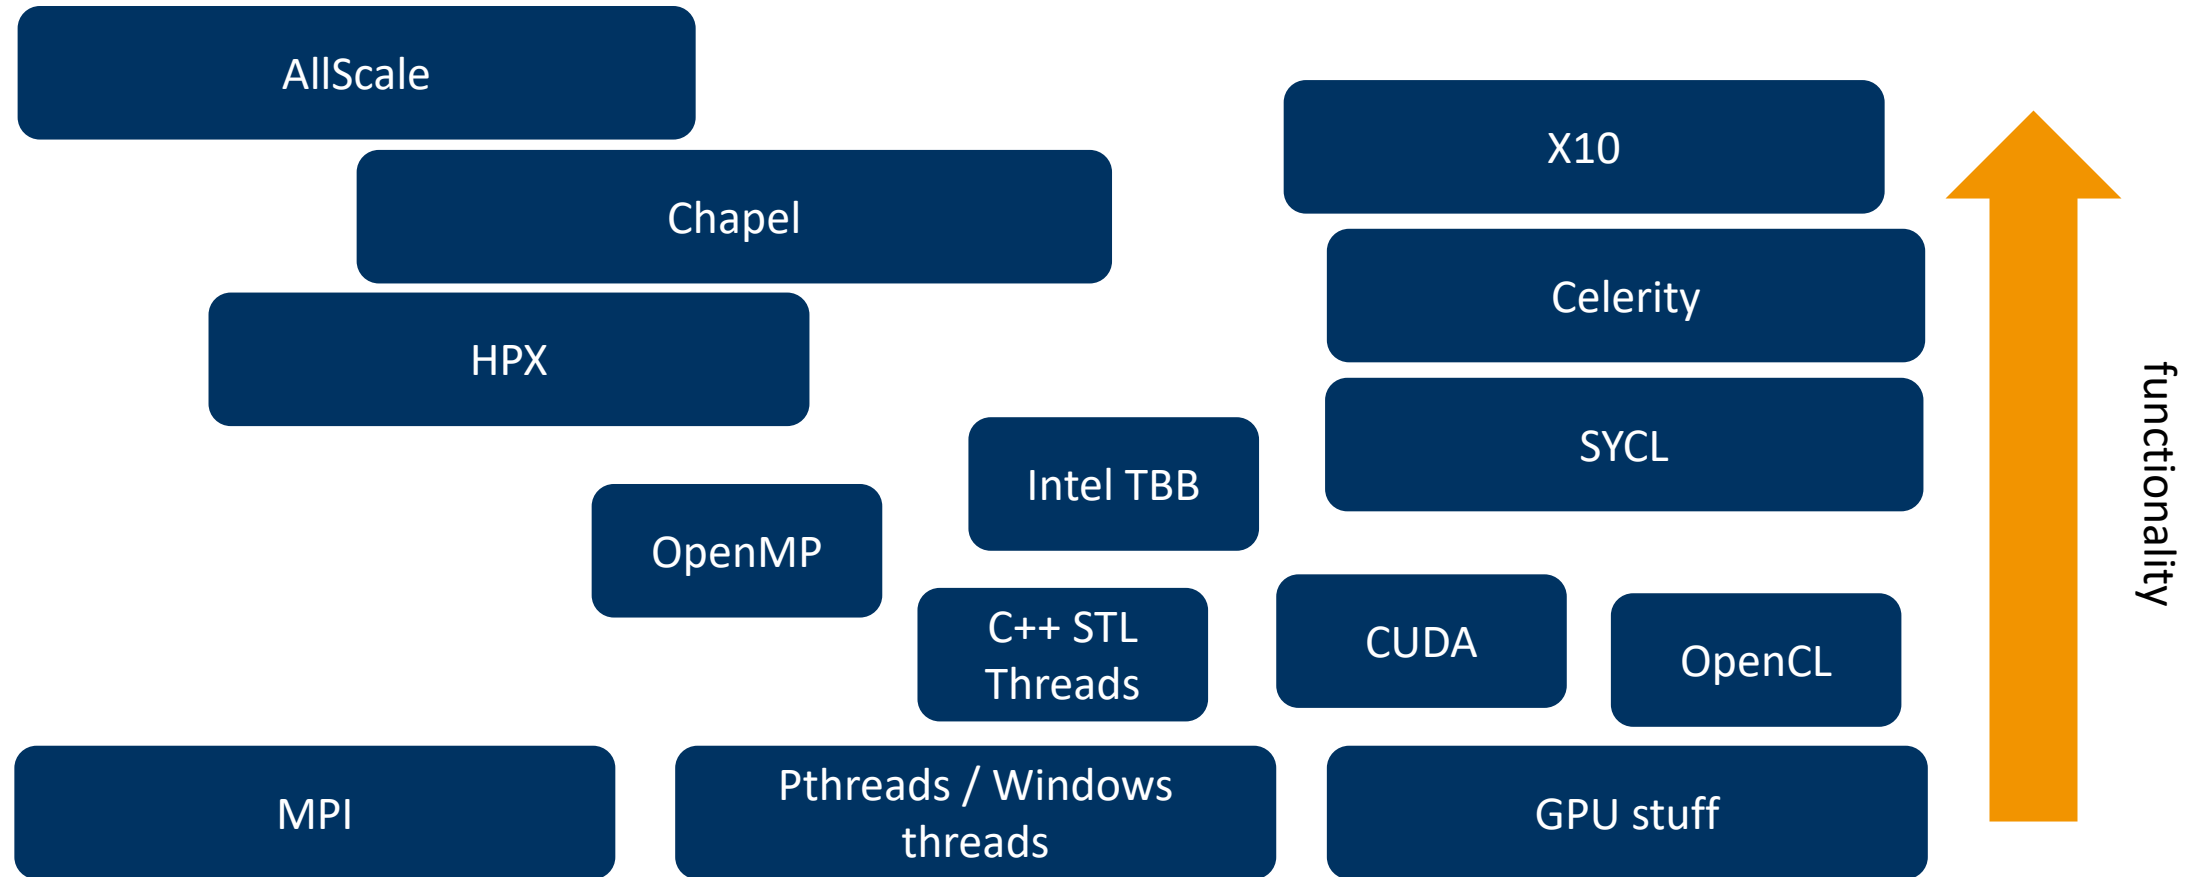 AllScale
X10
Chapel
Celerity
HPX
SYCL
Intel TBB
OpenMP
C++ STL
Threads
CUDA
OpenCL
MPI
Pthreads / Windows
threads
GPU stuff
functionality